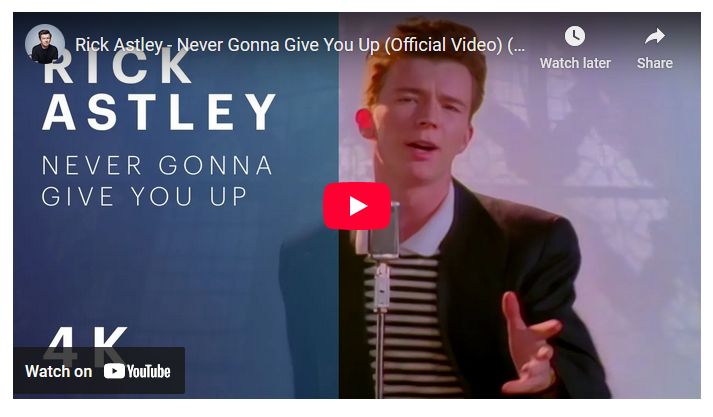 Rick Astley - Never Gonna Give You Up (Official Video) (...
Watch later
Share
RICK
ASTLEY
NEVER GONNA
GIVE YOU UP
4K
Watch on YouTube